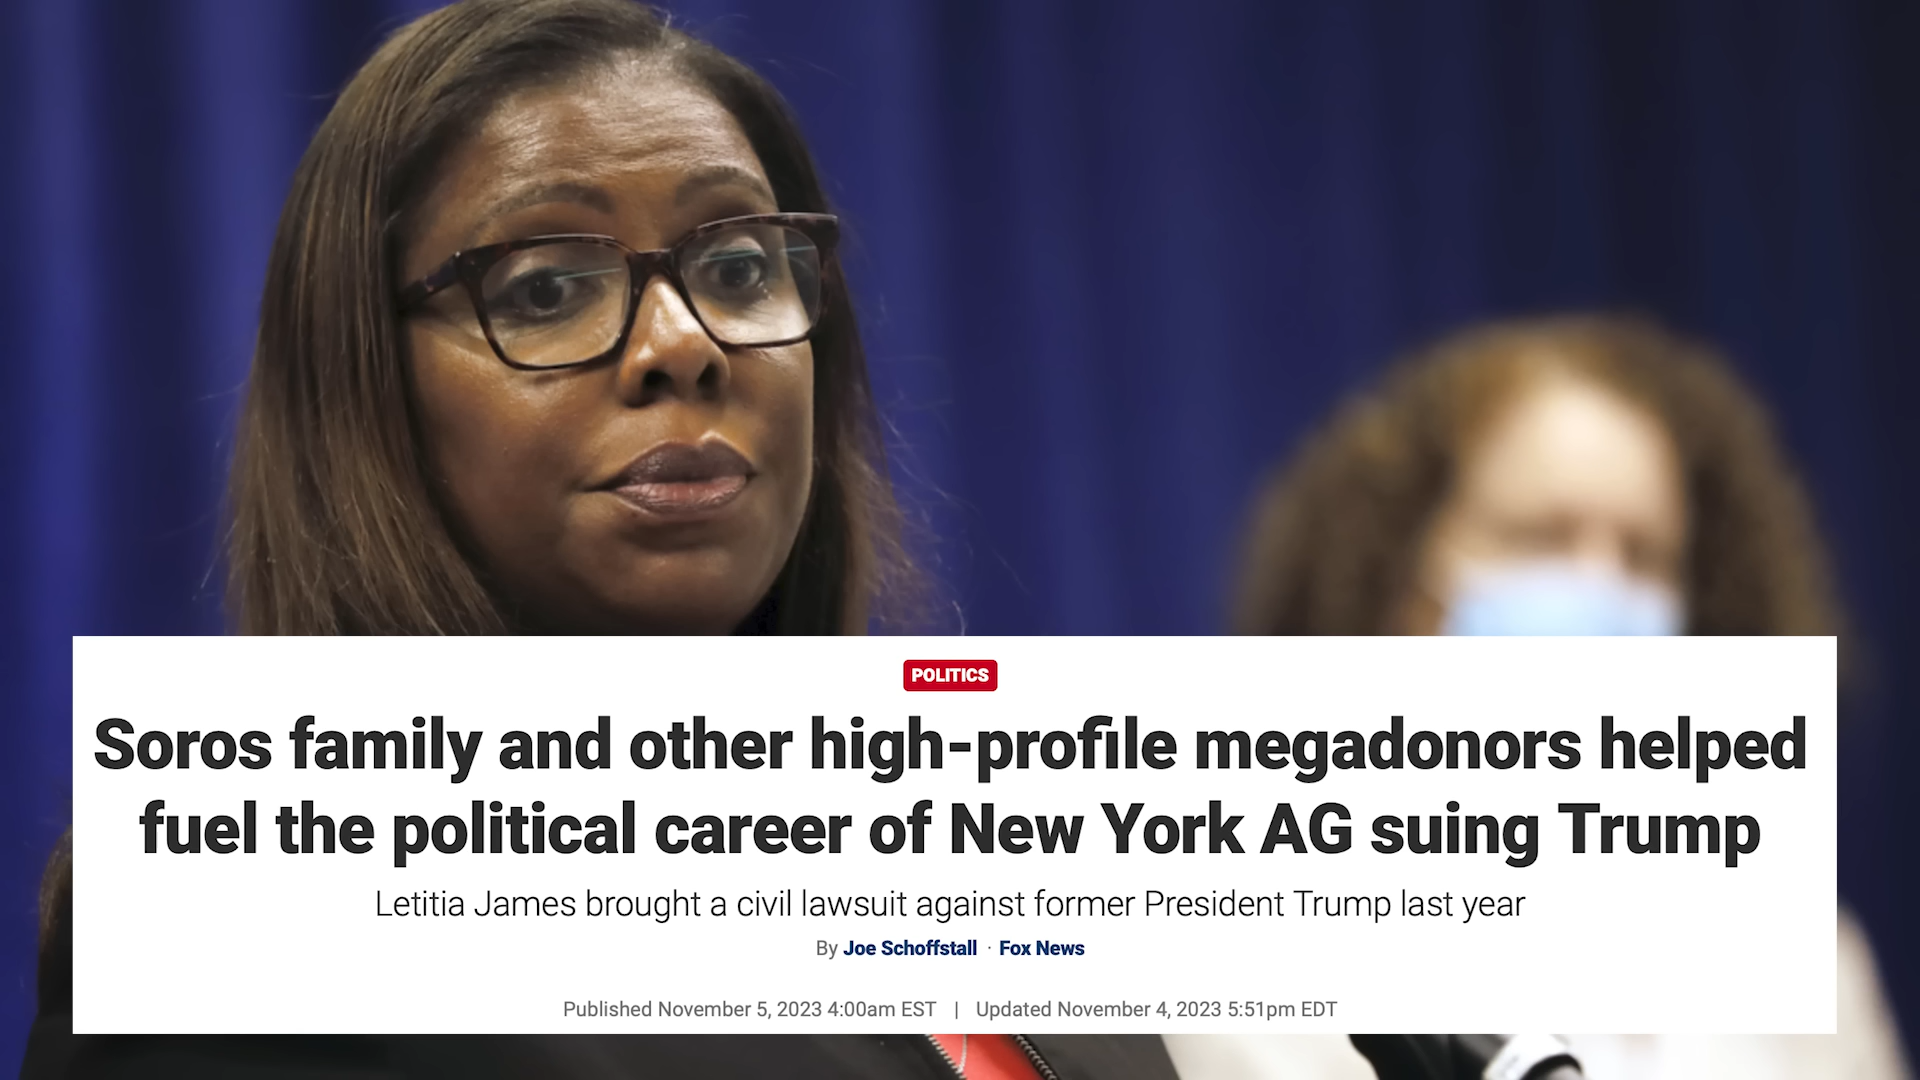 POLITICS
Soros family and other high-profile megadonors helped
fuel the political career of New York AG suing Trump
Letitia James brought a civil lawsuit against former President Trump last year
By Joe Schoffstall · Fox News
Published November 5, 2023 4:00am EST | Updated November 4, 2023 5:51pm EDT